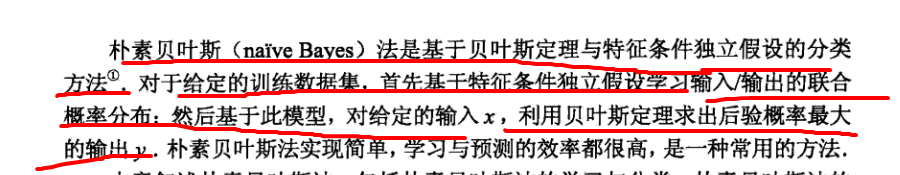 朴素贝叶斯（naïve Bayes）法是基于贝叶斯定理与特征条件独立假设的分类
方法①．对于给定的训练数据集，首先基于特征条件独立假设学习输入/输出的联合
概率分布；然后基于此模型，对给定的输入 x，利用贝叶斯定理求出后验概率最大
的输出 y．朴素贝叶斯法实现简单，学习与预测的效率都很高，是一种常用的方法．